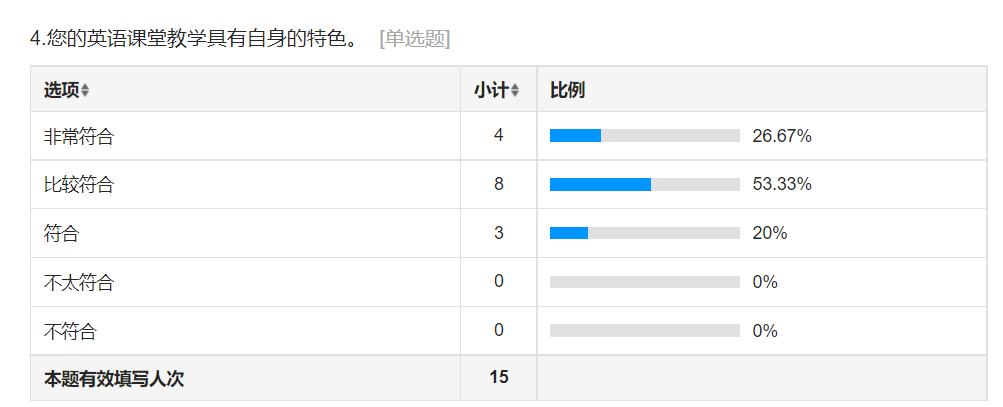 4.您的英语课堂教学具有自身的特色。 [单选题]
选项 小计 比例
非常符合 4 26.67%
比较符合 8 53.33%
符合 3 20%
不太符合 0 0%
不符合 0 0%
本题有效填写人次 15